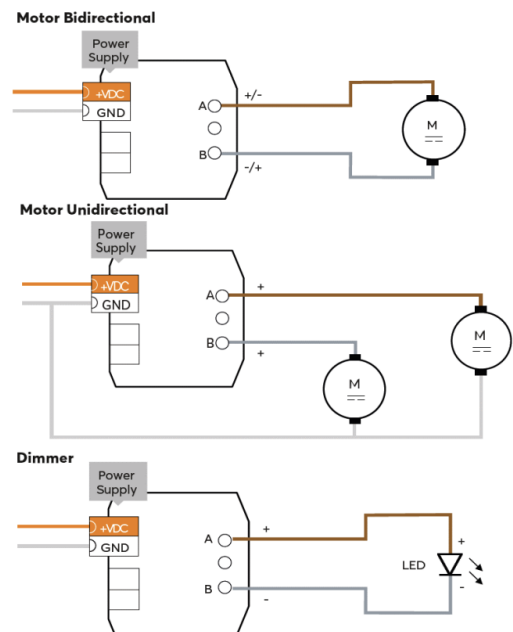 Motor Bidirectional
Power
Supply
+VDC
GND
A
+/-
B
-/+
M
Motor Unidirectional
Power
Supply
+VDC
GND
A
+
B
+
M
M
Dimmer
Power
Supply
+VDC
GND
A
+
B
-
LED
+
-